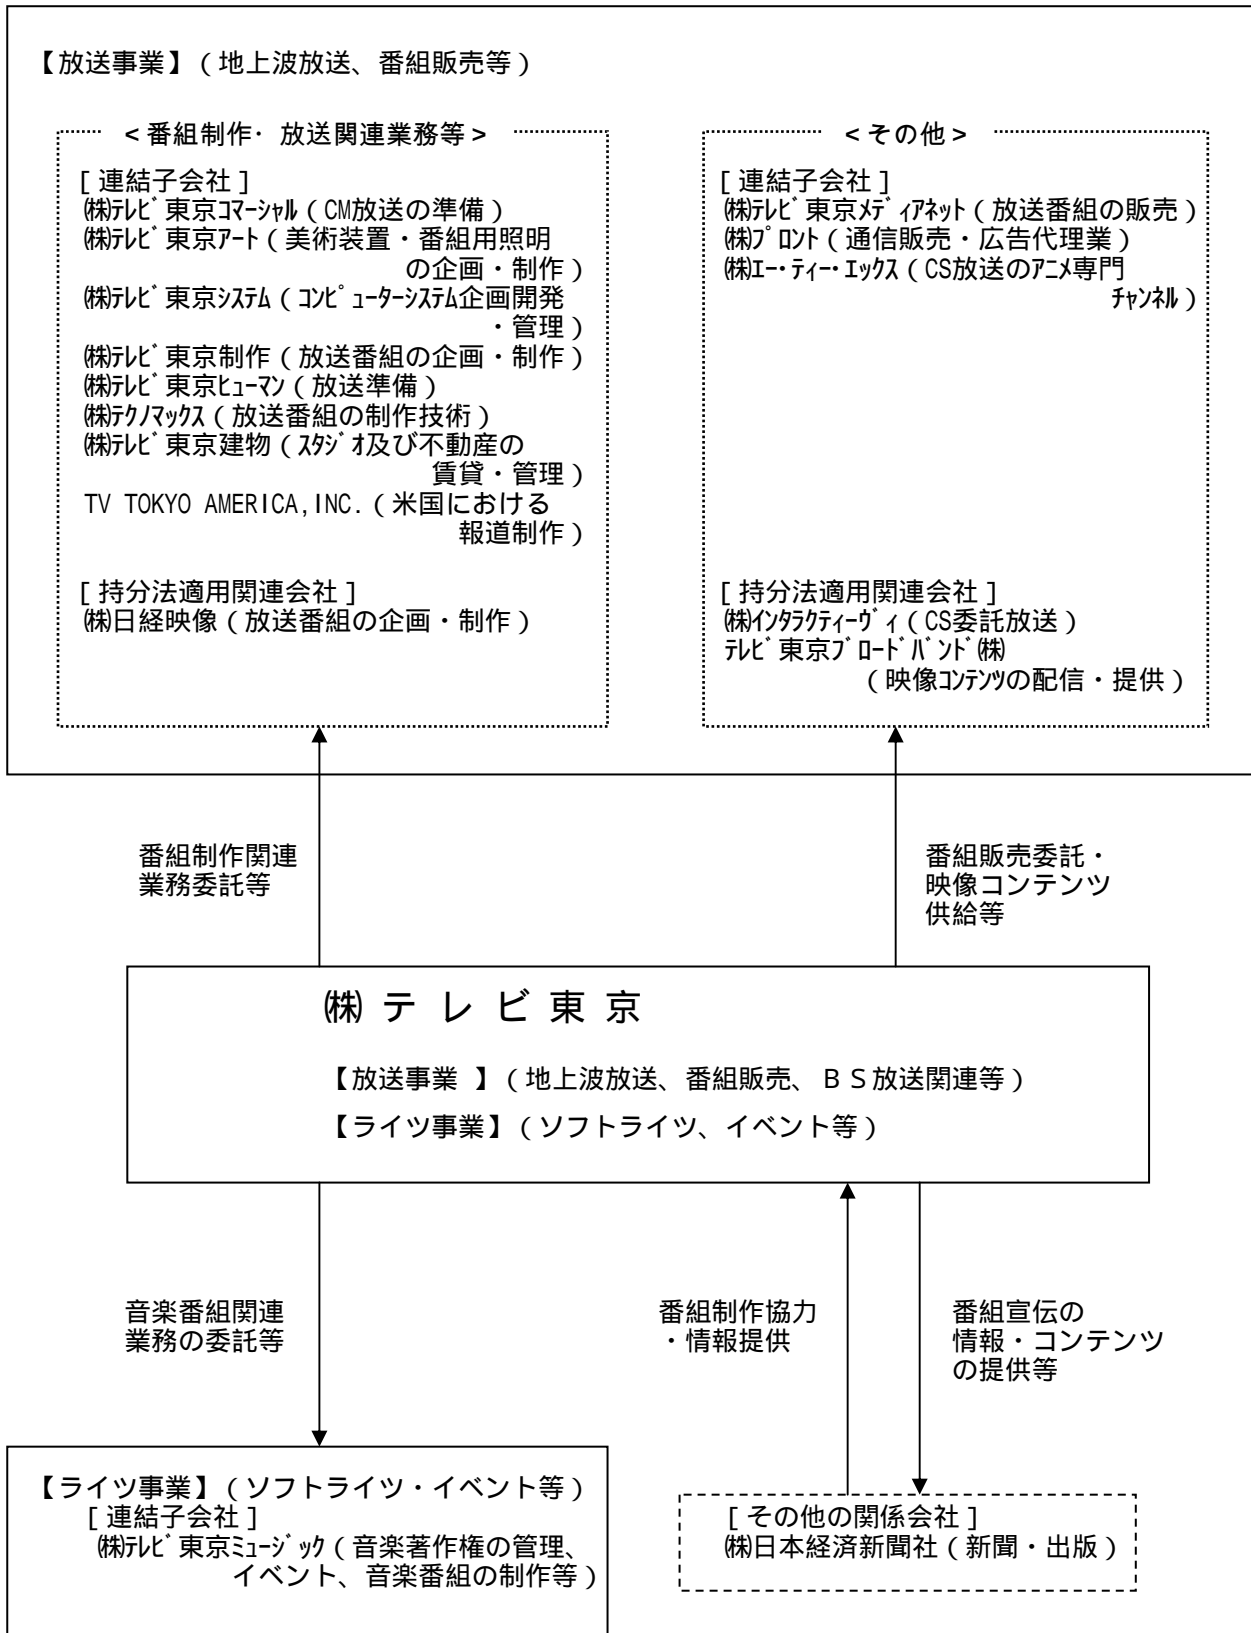 【放送事業】(地上波放送、番組販売等)
<番組制作・放送関連業務等>
[連結子会社]
㈱ﾃﾚﾋﾞ東京ｺﾏｰｼｬﾙ(CM放送の準備)
㈱ﾃﾚﾋﾞ東京ｱｰﾄ(美術装置・番組用照明
の企画・制作)
㈱ﾃﾚﾋﾞ東京ｼｽﾃﾑ(ｺﾝﾋﾟｭｰﾀｰｼｽﾃﾑ企画開発
・管理)
㈱ﾃﾚﾋﾞ東京制作(放送番組の企画・制作)
㈱ﾃﾚﾋﾞ東京ﾋｭｰﾏﾝ(放送準備)
㈱ﾃｸﾉﾏｯｸｽ(放送番組の制作技術)
㈱ﾃﾚﾋﾞ東京建物(ｽﾀｼﾞｵ及び不動産の
賃貸・管理)
TV TOKYO AMERICA,INC.(米国における
報道制作)
[持分法適用関連会社]
㈱日経映像(放送番組の企画・制作)
<その他>
[連結子会社]
㈱ﾃﾚﾋﾞ東京ﾒﾃﾞｨｱﾈｯﾄ(放送番組の販売)
㈱ﾌﾟﾛﾝﾄ(通信販売・広告代理業)
㈱ｴｰ・ﾃｨｰ・ｴｯｸｽ(CS放送のｱﾆﾒ専門
ﾁｬﾝﾈﾙ)
[持分法適用関連会社]
㈱ｲﾝﾀﾗｸﾃｨｰｳﾞｨ(CS委託放送)
ﾃﾚﾋﾞ東京ﾌﾞﾛｰﾄﾞﾊﾞﾝﾄﾞ㈱
(映像ｺﾝﾃﾝﾂの配信・提供)
番組制作関連
業務委託等
番組販売委託・
映像コンテンツ
供給等
㈱テレビ東京
【放送事業 】(地上波放送、番組販売、ＢＳ放送関連等)
【ライツ事業】(ソフトライツ、イベント等)
音楽番組関連
業務の委託等
番組制作協力
・情報提供
番組宣伝の
情報・コンテンツ
の提供等
【ライツ事業】(ソフトライツ・イベント等)
[連結子会社]
㈱ﾃﾚﾋﾞ東京ﾐｭｰｼﾞｯｸ(音楽著作権の管理、
イベント、音楽番組の制作等)
[その他の関係会社]
㈱日本経済新聞社(新聞・出版)